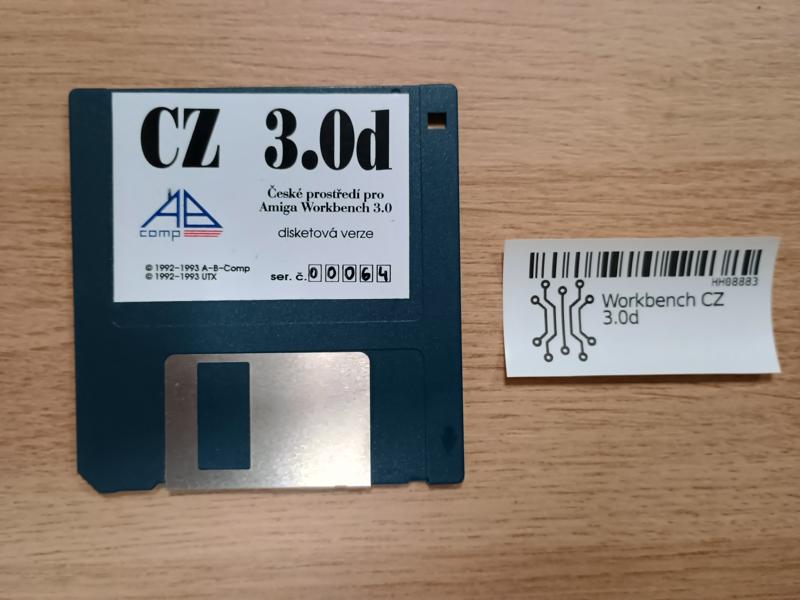 CZ 3.0d
České prostředí pro
Amiga Workbench 3.0
AB
comp
disketová verze
© 1992-1993 A-B-Comp
© 1992-1993 UTX
ser. č. 00064
HH08883
Workbench CZ
3.0d